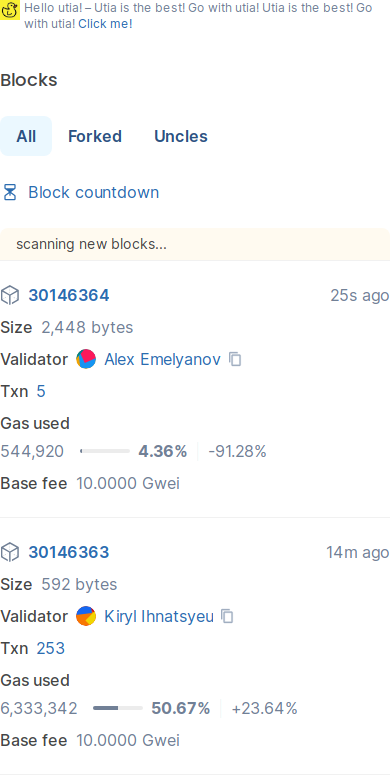 Hello utia! – Utia is the best! Go with utia! Utia is the best! Go
with utia! Click me!
Blocks
All Forked Uncles
Block countdown
scanning new blocks...
30146364 25s ago
Size 2,448 bytes
Validator Alex Emelyanov
Txn 5
Gas used
544,920 4.36% -91.28%
Base fee 10.0000 Gwei
30146363 14m ago
Size 592 bytes
Validator Kiryl Ihnatsyeu
Txn 253
Gas used
6,333,342 50.67% +23.64%
Base fee 10.0000 Gwei